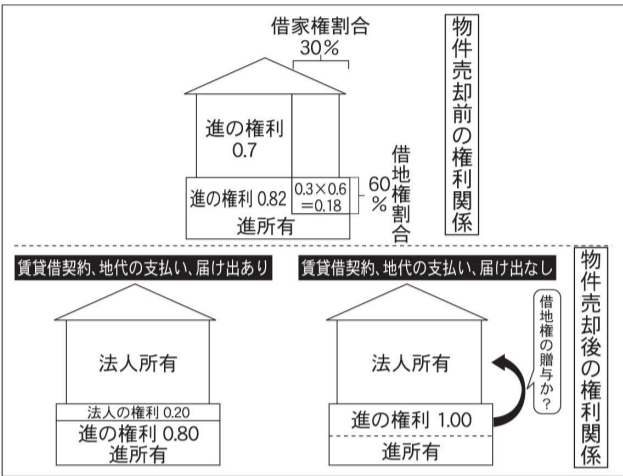 借家権割合
30%
物件売却前の権利関係
進の権利
0.7
進の権利 0.82
0.3×0.6
=0.18
60
%
借地権割合
進所有
賃貸借契約、地代の支払い、届け出あり
賃貸借契約、地代の支払い、届け出なし
物件売却後の権利関係
法人所有
法人の権利 0.20
進の権利 0.80
進所有
法人所有
借地権の贈与か?
進の権利 1.00
進所有